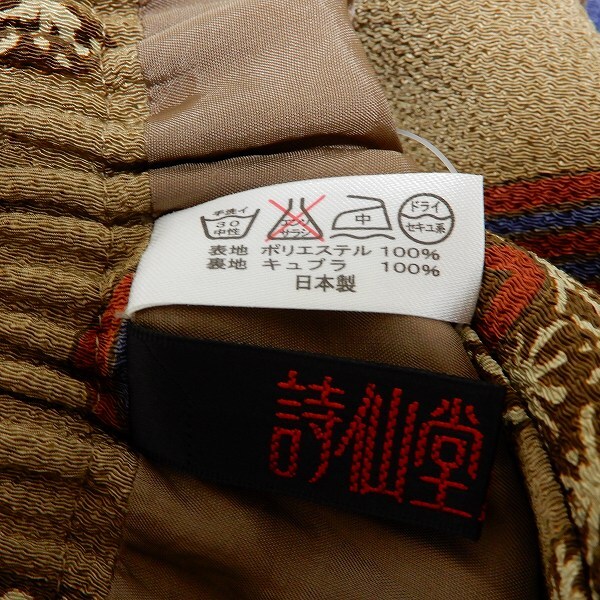 手洗イ
30
中性
エンソ
サラシ
中
ドライ
セキユ系
表地 ポリエステル 100%
裏地 キュプラ 100%
日本製
詩仙堂